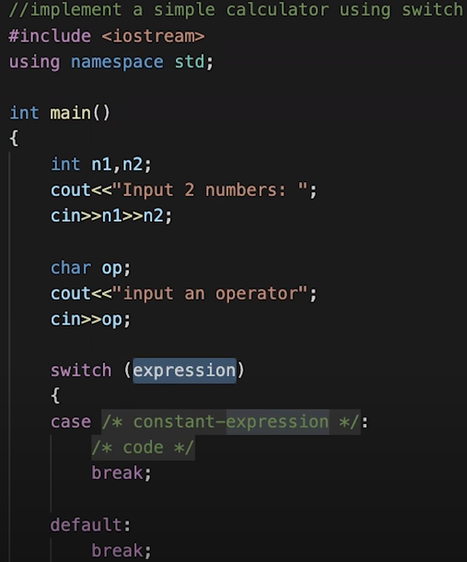 //implement a simple calculator using switch
#include <iostream>
using namespace std;
int main()
{
int n1,n2;
cout<<"Input 2 numbers: ";
cin>>n1>>n2;
char op;
cout<<"input an operator";
cin>>op;
switch (expression)
{
case /* constant-expression */:
/* code */
break;
default:
break;